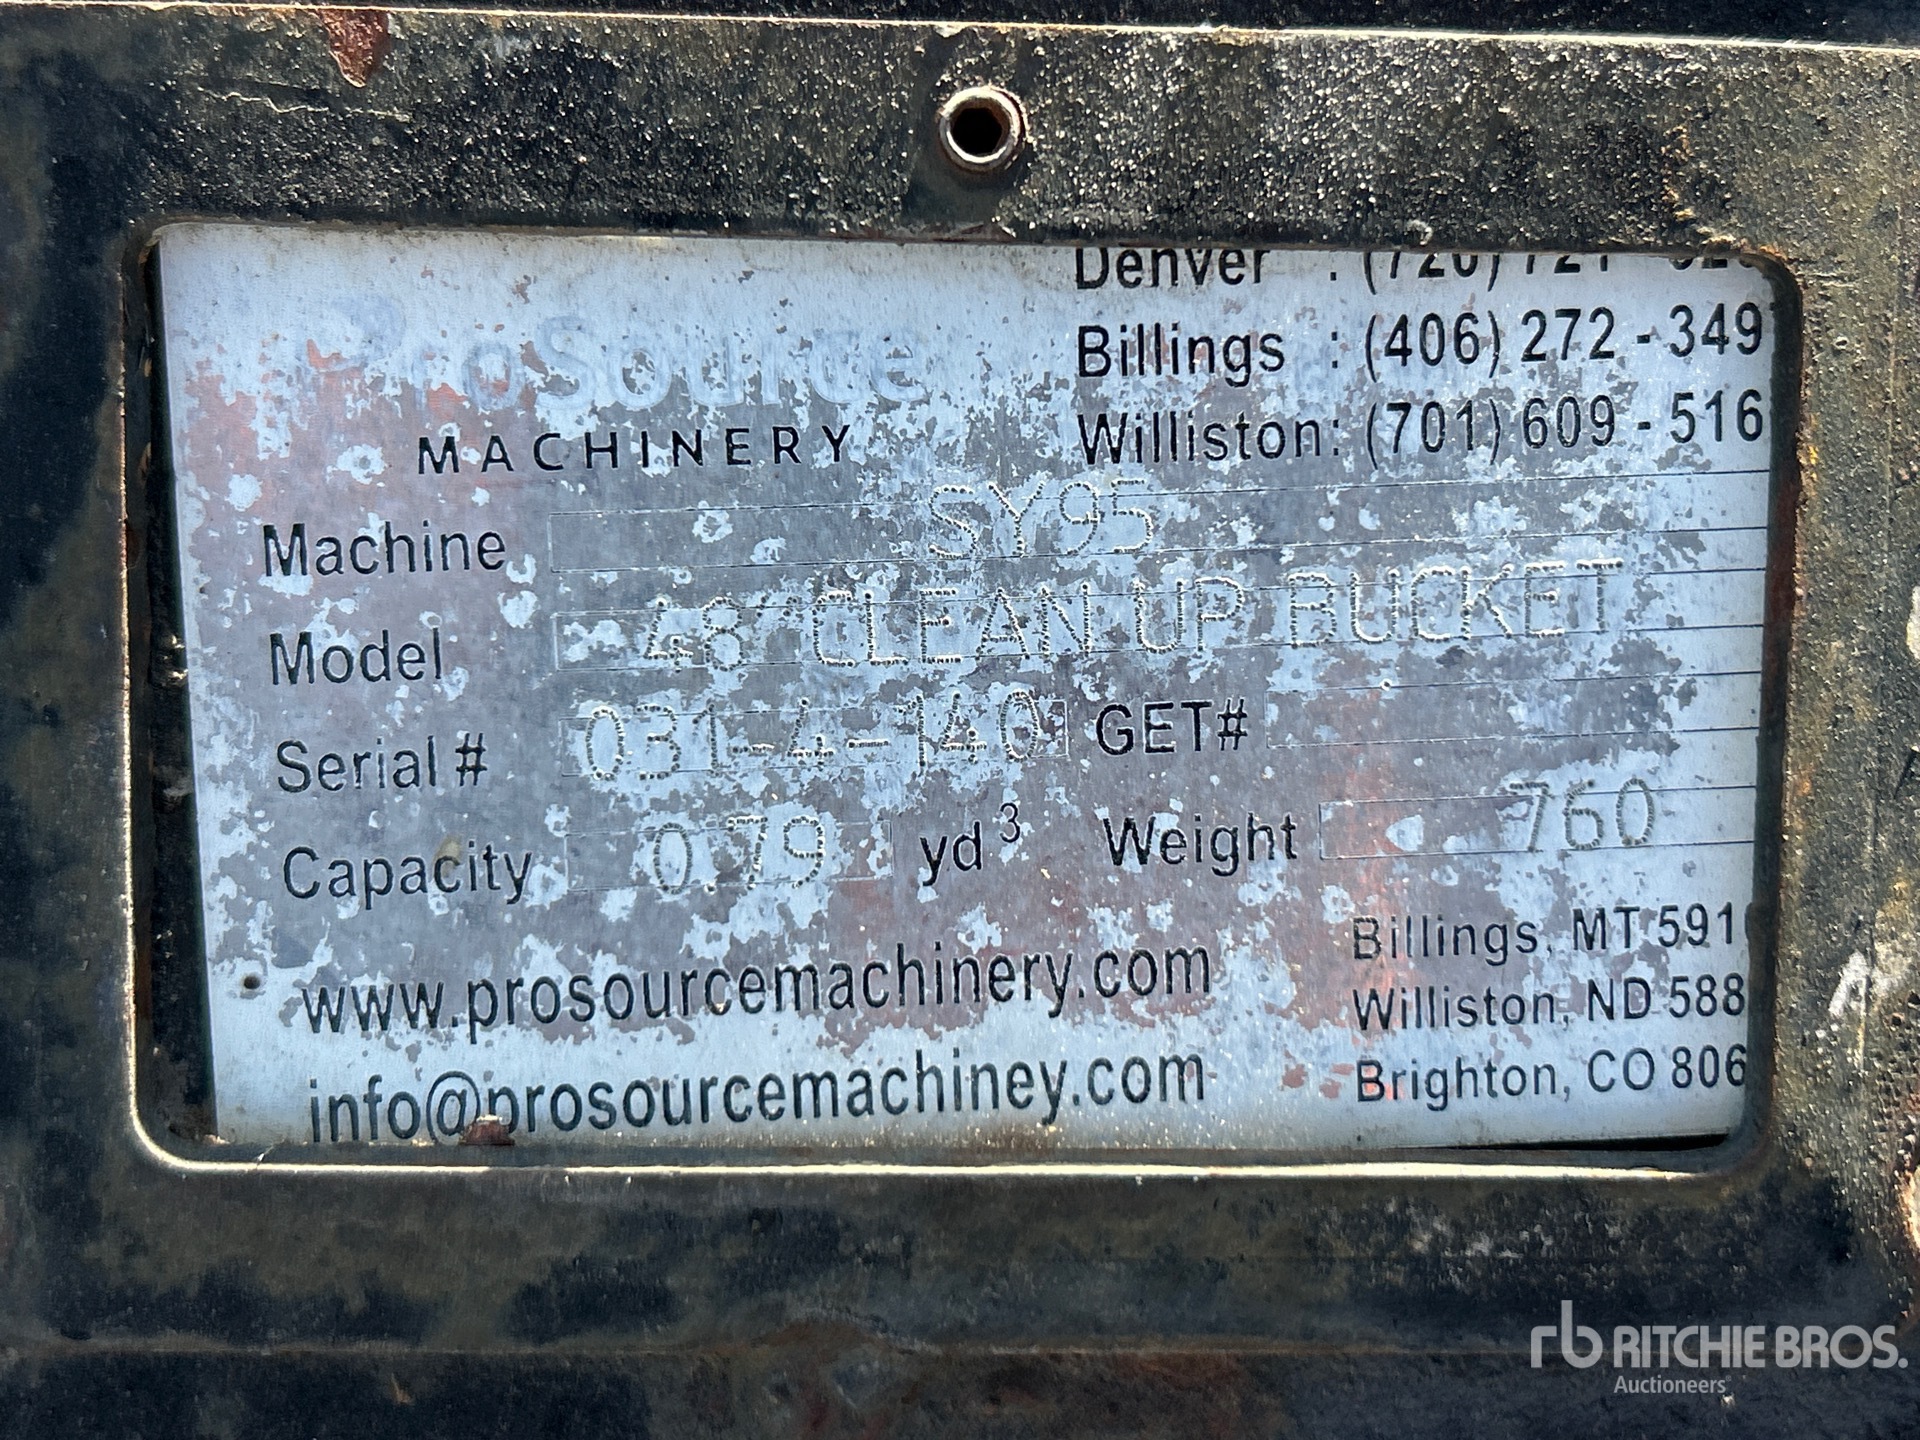 ProSource
MACHINERY
Denver :
Billings : (406) 272 - 349
Williston: (701) 609 - 516
Machine SY95
Model 48" CLEAN UP BUCKET
Serial # 031-4-140 GET#
Capacity 0.79 yd³ Weight 760
www.prosourcemachinery.com
info@prosourcemachiney.com
Billings, MT 591
Williston, ND 588
Brighton, CO 806
rb RITCHIE BROS.
Auctioneers